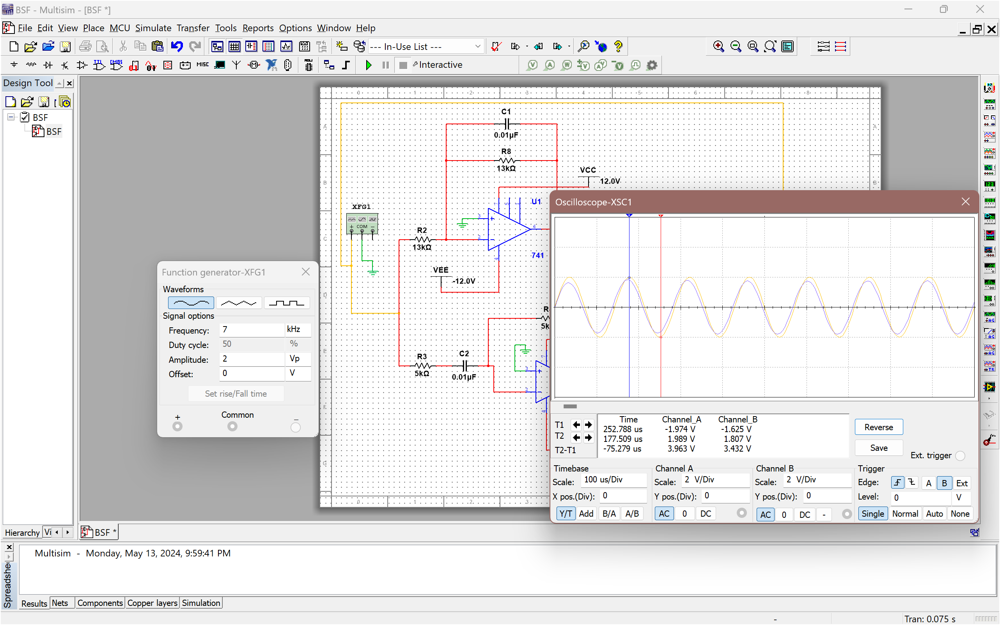 BSF - Multisim - [BSF *]
File Edit View Place MCU Simulate Transfer Tools Reports Options Window Help
--- In-Use List ---
TTL CMOS MISC Interactive
Design Tool
BSF
BSF
C1
0.01µF
R8
13kΩ
VCC
12.0V
XFG1
COM
R2
13kΩ
U1
741
VEE
-12.0V
R3
5kΩ
C2
0.01µF
5k
Function generator-XFG1
Waveforms
Signal options
Frequency: 7 kHz
Duty cycle: 50 %
Amplitude: 2 Vp
Offset: 0 V
Set rise/Fall time
+ Common −
Oscilloscope-XSC1
Time Channel_A Channel_B
T1 252.788 us -1.974 V -1.625 V
T2 177.509 us 1.989 V 1.807 V
T2-T1 -75.279 us 3.963 V 3.432 V
Reverse
Save
Ext. trigger
Timebase
Scale: 100 us/Div
X pos.(Div): 0
Y/T Add B/A A/B
Channel A
Scale: 2 V/Div
Y pos.(Div): 0
AC 0 DC
Channel B
Scale: 2 V/Div
Y pos.(Div): 0
AC 0 DC -
Trigger
Edge: A B Ext
Level: 0 V
Single Normal Auto None
Hierarchy Vi
BSF *
Multisim - Monday, May 13, 2024, 9:59:41 PM
Results Nets Components Copper layers Simulation
- Tran: 0.075 s